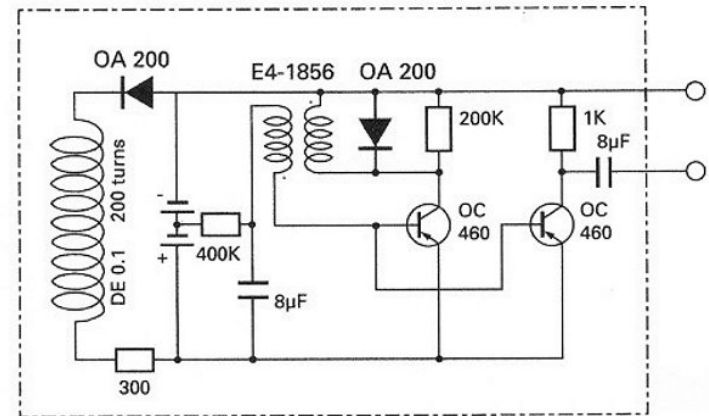 OA 200
E4-1856
OA 200
200K
1K
8µF
200 turns
DE 0.1
-
+
400K
8µF
OC
460
OC
460
300